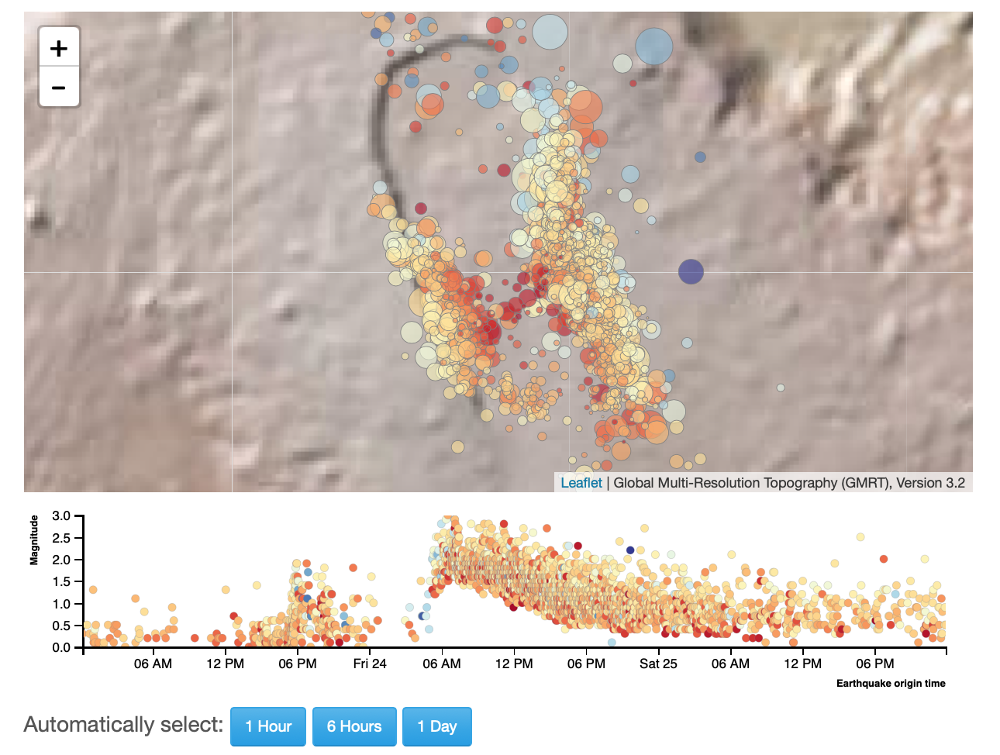 +
−
Leaflet | Global Multi-Resolution Topography (GMRT), Version 3.2
Magnitude
3.0
2.5
2.0
1.5
1.0
0.5
0.0
06 AM 12 PM 06 PM Fri 24 06 AM 12 PM 06 PM Sat 25 06 AM 12 PM 06 PM
Earthquake origin time
Automatically select: 1 Hour 6 Hours 1 Day